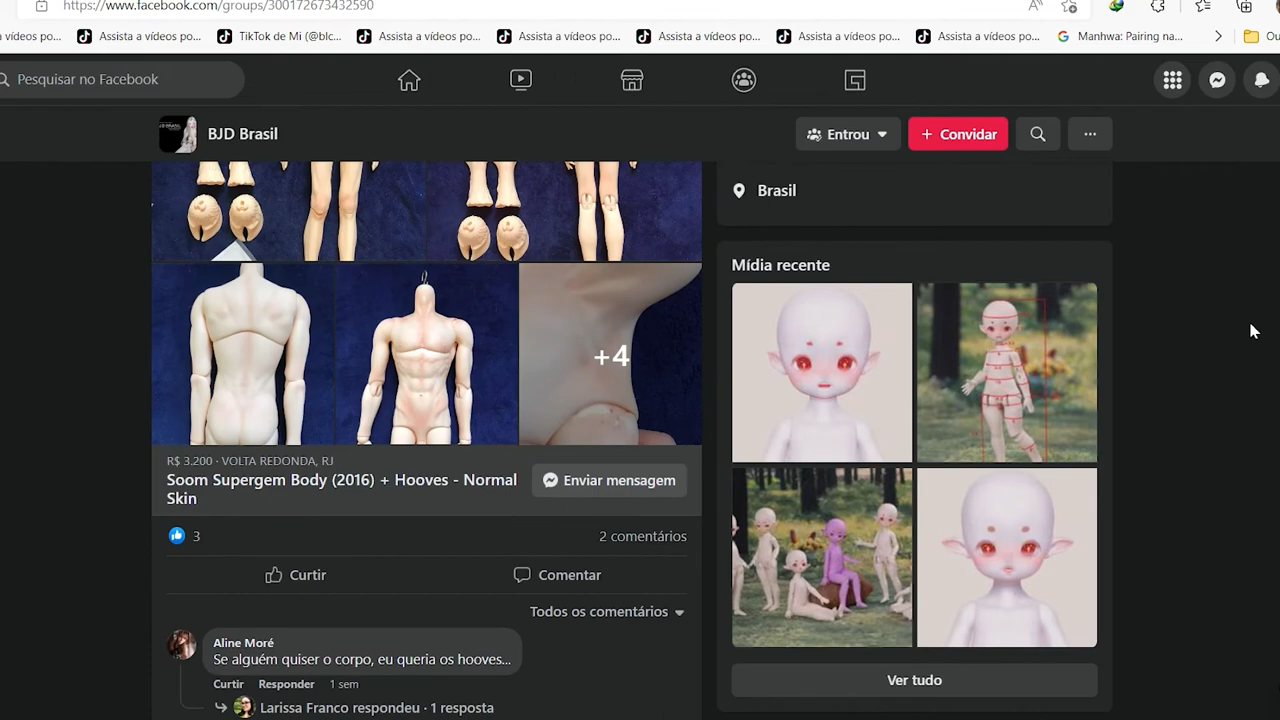 https://www.facebook.com/groups/300172673432590
a vídeos po...
Assista a vídeos po...
TikTok de Mi (@blc...
Assista a vídeos po...
Assista a vídeos po...
Assista a vídeos po...
Assista a vídeos po...
Assista a vídeos po...
Manhwa: Pairing na...
Ou
Pesquisar no Facebook
BJD Brasil
Entrou
+ Convidar
Brasil
Mídia recente
+4
R$ 3.200 · VOLTA REDONDA, RJ
Soom Supergem Body (2016) + Hooves - Normal
Skin
Enviar mensagem
3
2 comentários
Curtir
Comentar
Todos os comentários
Aline Moré
Se alguém quiser o corpo, eu queria os hooves...
Curtir Responder 1 sem
Larissa Franco respondeu · 1 resposta
Ver tudo